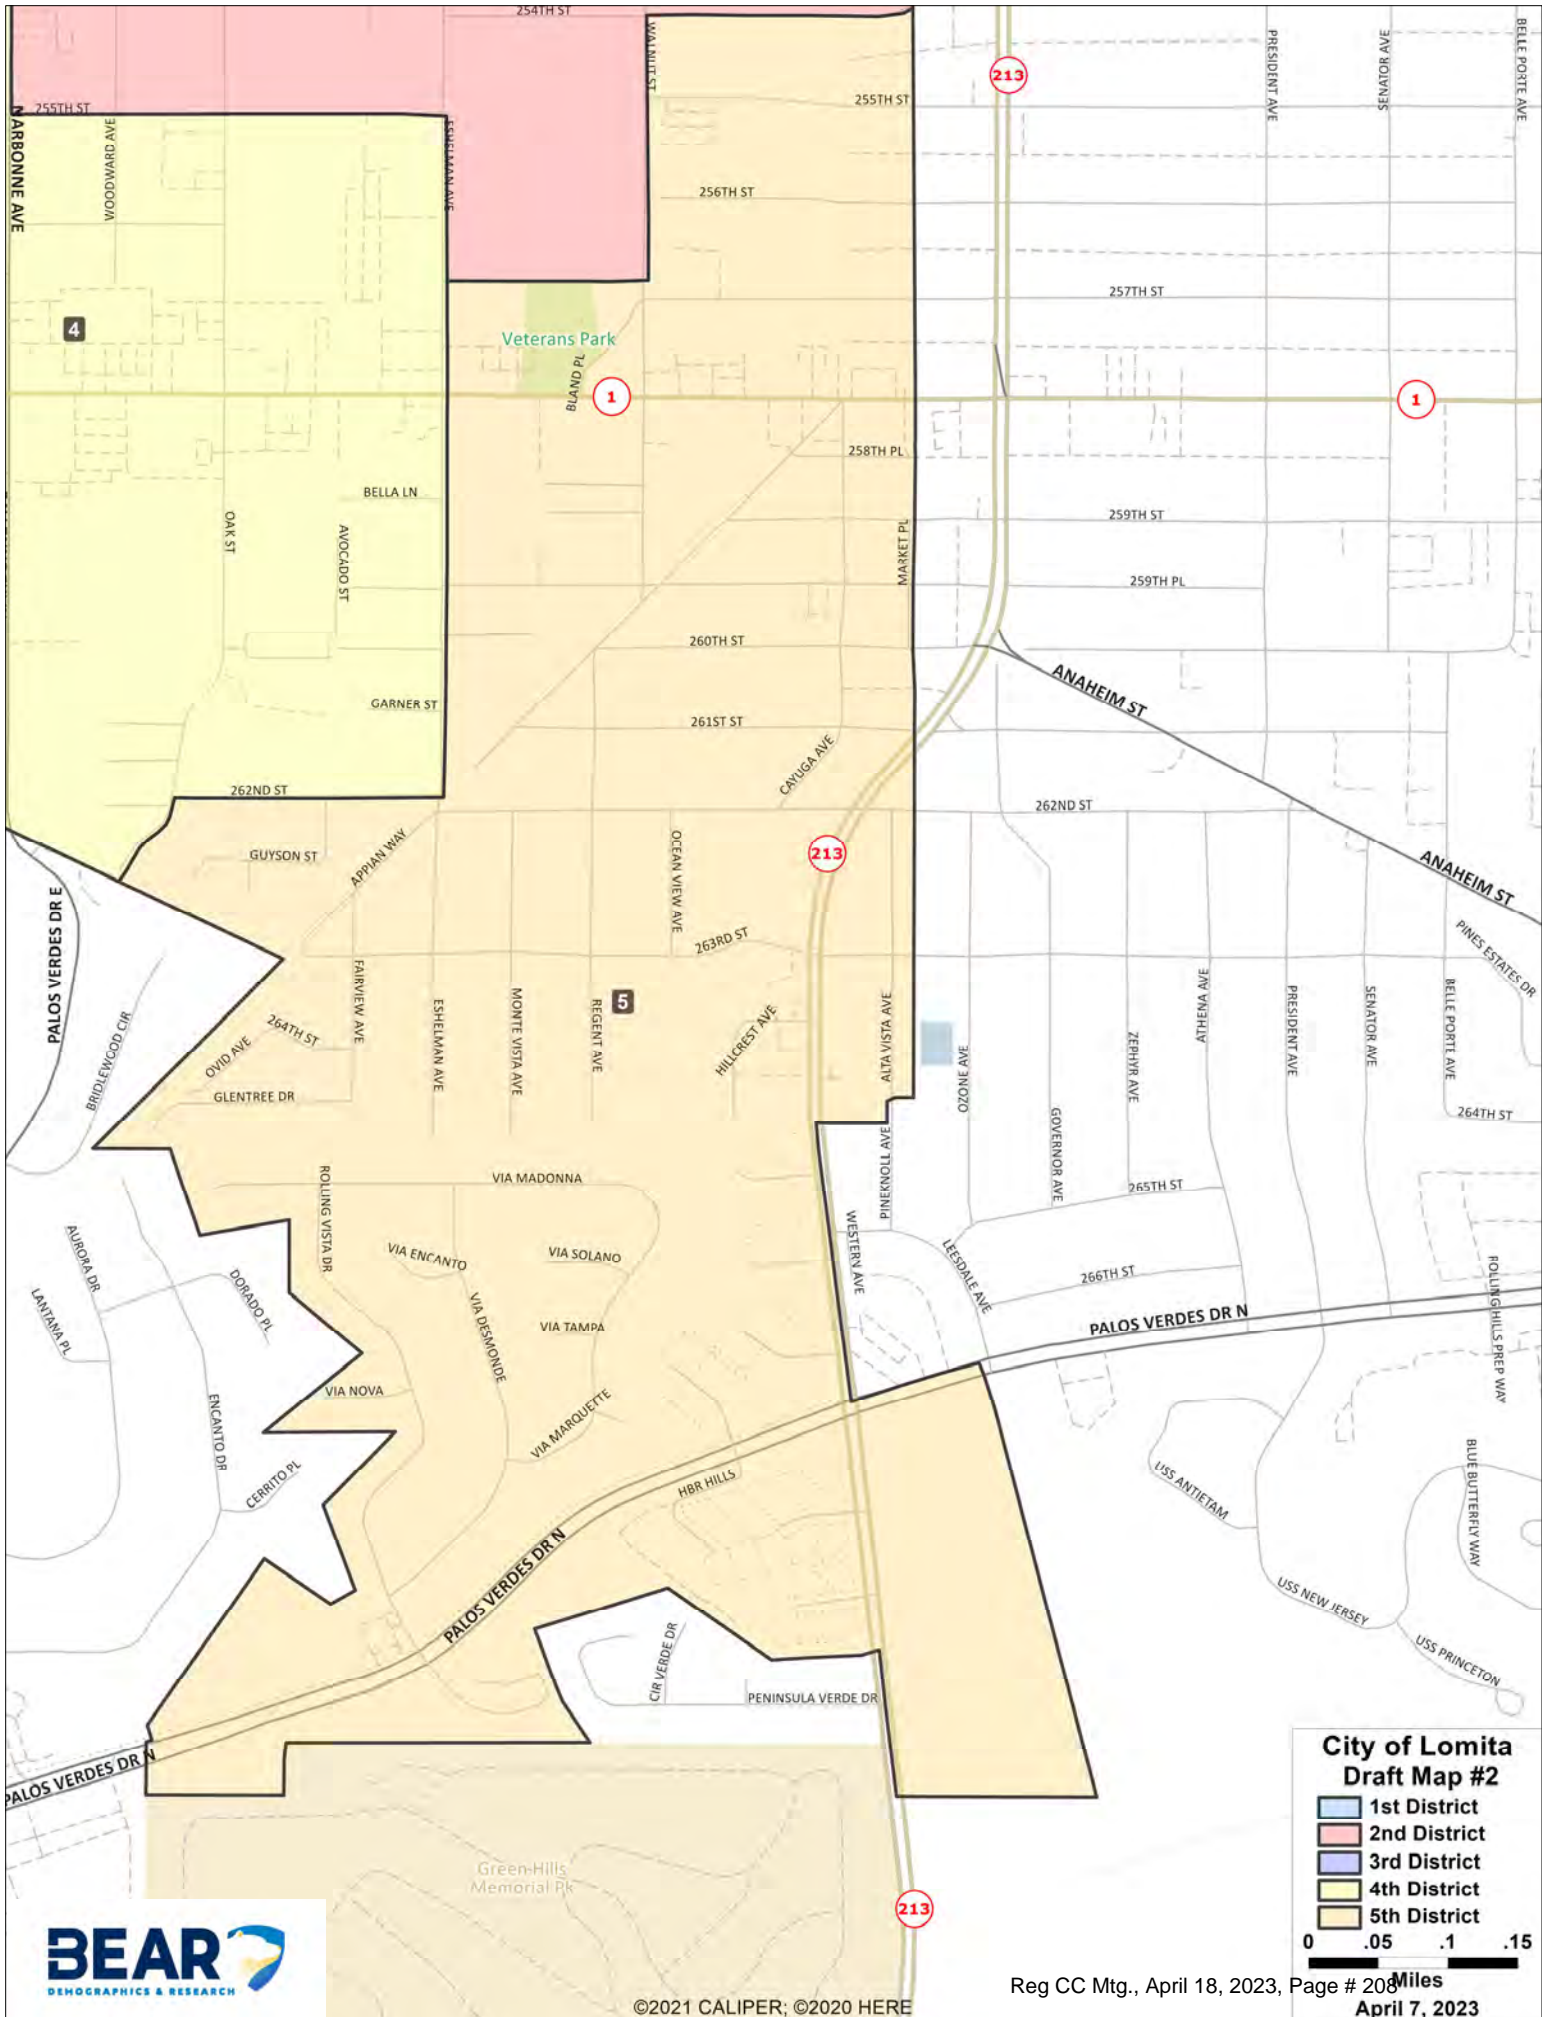 254TH ST
WALNUT ST
213
PRESIDENT AVE
SENATOR AVE
BELLE PORTE AVE
255TH ST
255TH ST
NARBONNE AVE
WOODWARD AVE
ESHELMAN AVE
256TH ST
257TH ST
4
Veterans Park
BLAND PL
1
1
258TH PL
BELLA LN
OAK ST
AVOCADO ST
MARKET PL
259TH ST
259TH PL
260TH ST
ANAHEIM ST
GARNER ST
261ST ST
CAYUGA AVE
262ND ST
262ND ST
GUYSON ST
APPIAN WAY
OCEAN VIEW AVE
213
ANAHEIM ST
PALOS VERDES DR E
263RD ST
PINES ESTATES DR
FAIRVIEW AVE
ESHELMAN AVE
MONTE VISTA AVE
REGENT AVE
5
HILLCREST AVE
ALTA VISTA AVE
OZONE AVE
ZEPHYR AVE
ATHENA AVE
PRESIDENT AVE
SENATOR AVE
BELLE PORTE AVE
264TH ST
OVID AVE
BRIDLEWOOD CIR
GLENTREE DR
264TH ST
GOVERNOR AVE
PINEKNOLL AVE
VIA MADONNA
ROLLING VISTA DR
265TH ST
WESTERN AVE
LEESDALE AVE
AURORA DR
VIA ENCANTO
VIA SOLANO
266TH ST
LANTANA PL
DORADO PL
VIA DESMONDE
VIA TAMPA
PALOS VERDES DR N
ROLLING HILLS PREP WAY
VIA NOVA
ENCANTO DR
VIA MARQUETTE
CERRITO PL
HBR HILLS
USS ANTIETAM
BLUE BUTTERFLY WAY
PALOS VERDES DR N
USS NEW JERSEY
USS PRINCETON
CIR VERDE DR
PENINSULA VERDE DR
PALOS VERDES DR N
Green Hills
Memorial Pk
213
City of Lomita
Draft Map #2
1st District
2nd District
3rd District
4th District
5th District
0 .05 .1 .15
Miles
April 7, 2023
BEAR
DEMOGRAPHICS & RESEARCH
©2021 CALIPER; ©2020 HERE
Reg CC Mtg., April 18, 2023, Page # 208